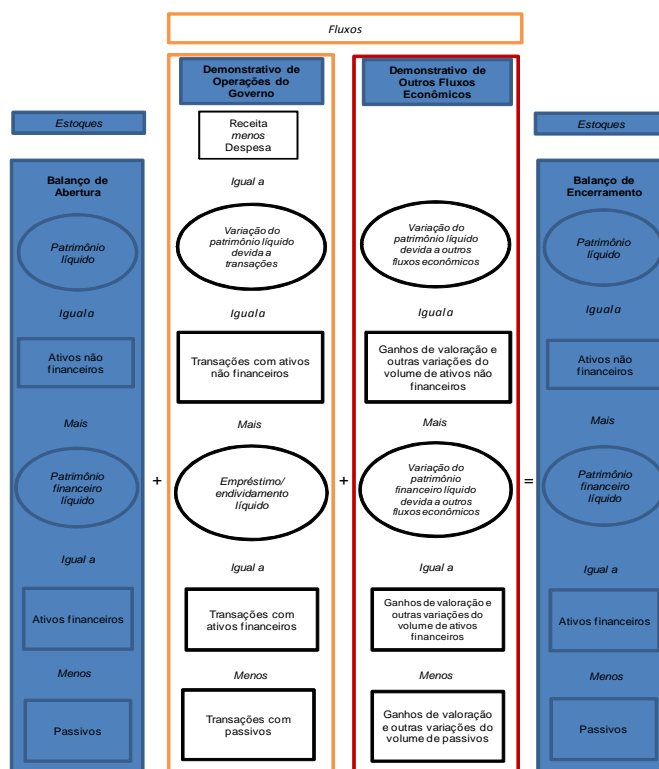 Fluxos
Estoques
Balanço de
Abertura
Patrimônio
líquido
Igual a
Ativos não
financeiros
Mais
Patrimônio
financeiro
líquido
Igual a
Ativos financeiros
Menos
Passivos
+
Demonstrativo de
Operações do
Governo
Receita
menos
Despesa
Igual a
Variação do
patrimônio líquido
devida a
transações
Igual a
Transações com ativos
não financeiros
Mais
Empréstimo/
endividamento
líquido
Igual a
Transações com
ativos financeiros
Menos
Transações com
passivos
+
Demonstrativo de
Outros Fluxos
Econômicos
Variação do
patrimônio líquido
devida a outros
fluxos econômicos
Igual a
Ganhos de valoração e
outras variações do
volume de ativos não
financeiros
Mais
Variação do
patrimônio
financeiro líquido
devida a outros
fluxos econômicos
Igual a
Ganhos de valoração e
outras variações do
volume de ativos
financeiros
Menos
Ganhos de valoração
e outras variações do
volume de passivos
=
Estoques
Balanço de
Encerramento
Patrimônio
líquido
Igual a
Ativos não
financeiros
Mais
Patrimônio
financeiro
líquido
Igual a
Ativos financeiros
Menos
Passivos